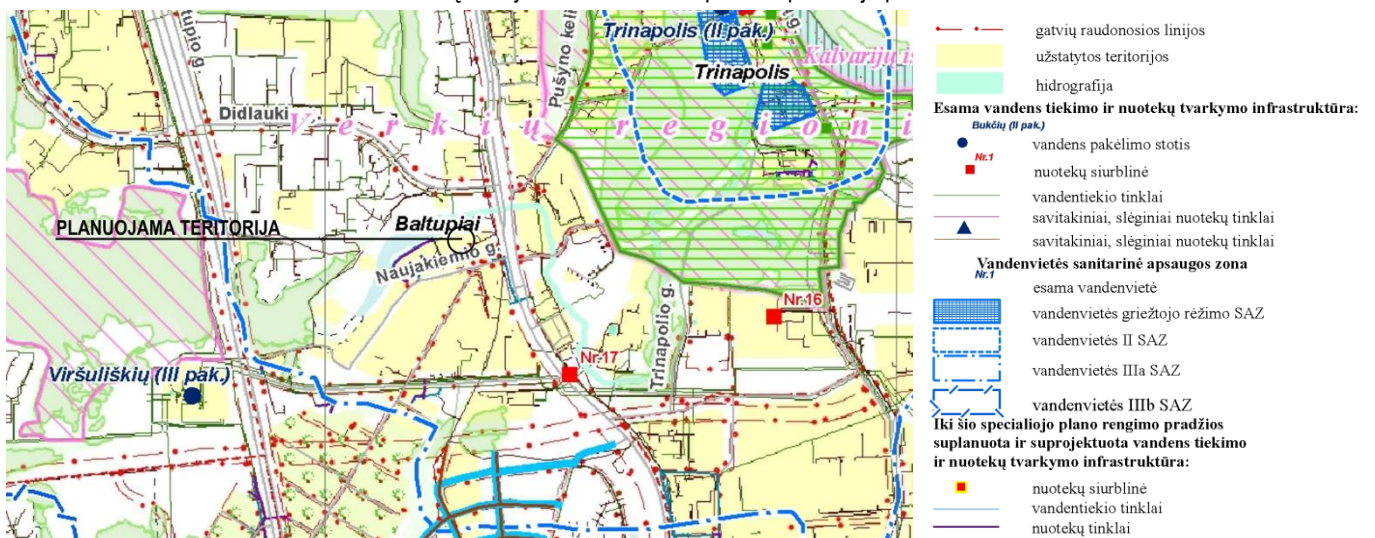 Trinapolis (II pak.)
Trinapolis
Pušyno keli
Didlauki
Verkių regioni
PLANUOJAMA TERITORIJA
Baltupiai
Naujakiemio g.
Trinapolio g.
Nr.16
Nr.17
Viršuliškių (III pak.)
gatvių raudonosios linijos
užstatytos teritorijos
hidrografija
Esama vandens tiekimo ir nuotekų tvarkymo infrastruktūra:
Bukčių (II pak.)
vandens pakėlimo stotis
Nr.1
nuotekų siurblinė
vandentiekio tinklai
savitakiniai, slėginiai nuotekų tinklai
savitakiniai, slėginiai nuotekų tinklai
Vandenvietės sanitarinė apsaugos zona
Nr.1
esama vandenvietė
vandenvietės griežtojo rėžimo SAZ
vandenvietės II SAZ
vandenvietės IIIa SAZ
vandenvietės IIIb SAZ
Iki šio specialiojo plano rengimo pradžios
suplanuota ir suprojektuota vandens tiekimo
ir nuotekų tvarkymo infrastruktūra:
nuotekų siurblinė
vandentiekio tinklai
nuotekų tinklai